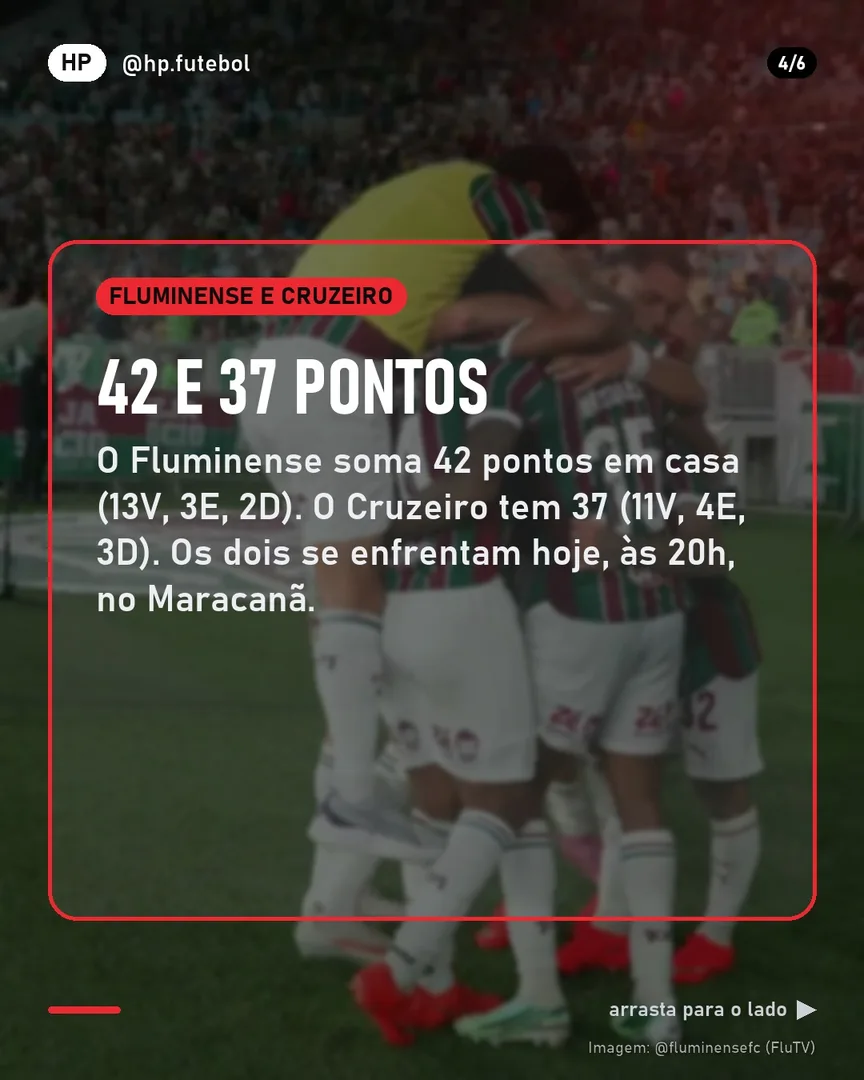 HP @hp.futebol
4/6
FLUMINENSE E CRUZEIRO
42 E 37 PONTOS
O Fluminense soma 42 pontos em casa
(13V, 3E, 2D). O Cruzeiro tem 37 (11V, 4E,
3D). Os dois se enfrentam hoje, às 20h,
no Maracanã.
arrasta para o lado ▶
Imagem: @fluminensefc (FluTV)